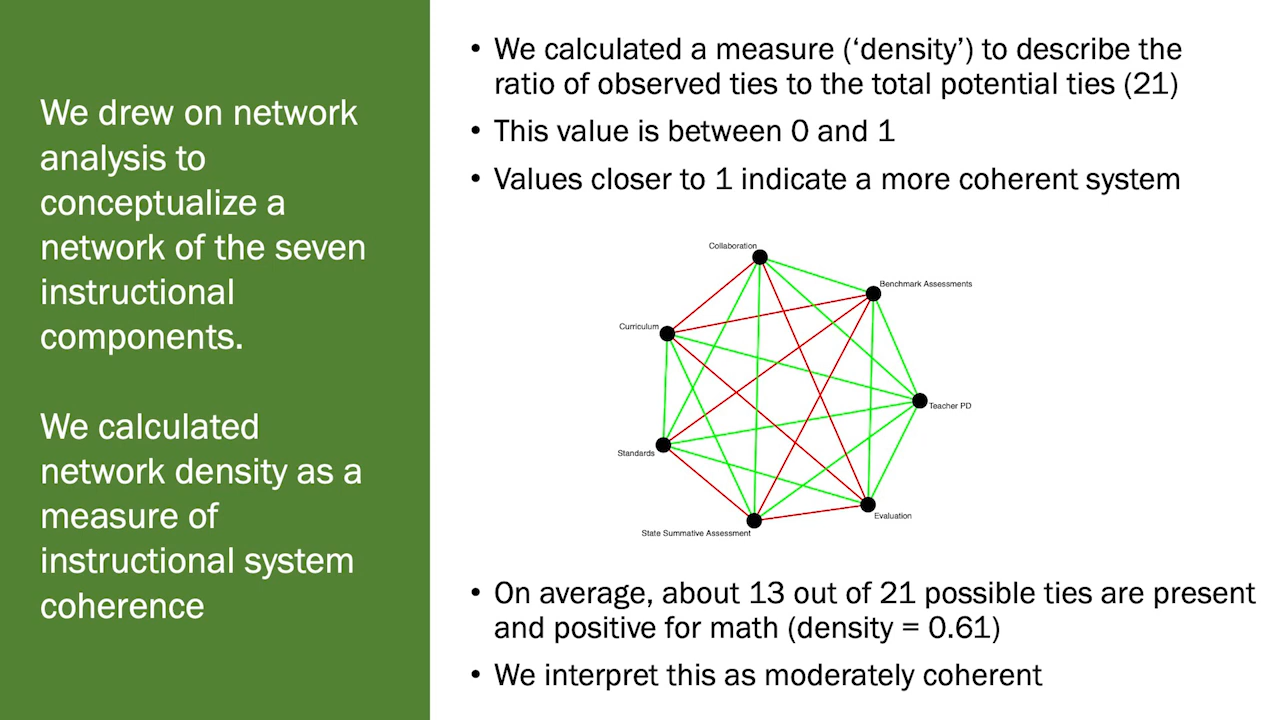 We drew on network
analysis to
conceptualize a
network of the seven
instructional
components.
We calculated
network density as a
measure of
instructional system
coherence
• We calculated a measure (‘density’) to describe the
ratio of observed ties to the total potential ties (21)
• This value is between 0 and 1
• Values closer to 1 indicate a more coherent system
Collaboration
Benchmark Assessments
Curriculum
Teacher PD
Standards
Evaluation
State Summative Assessment
• On average, about 13 out of 21 possible ties are present
and positive for math (density = 0.61)
• We interpret this as moderately coherent